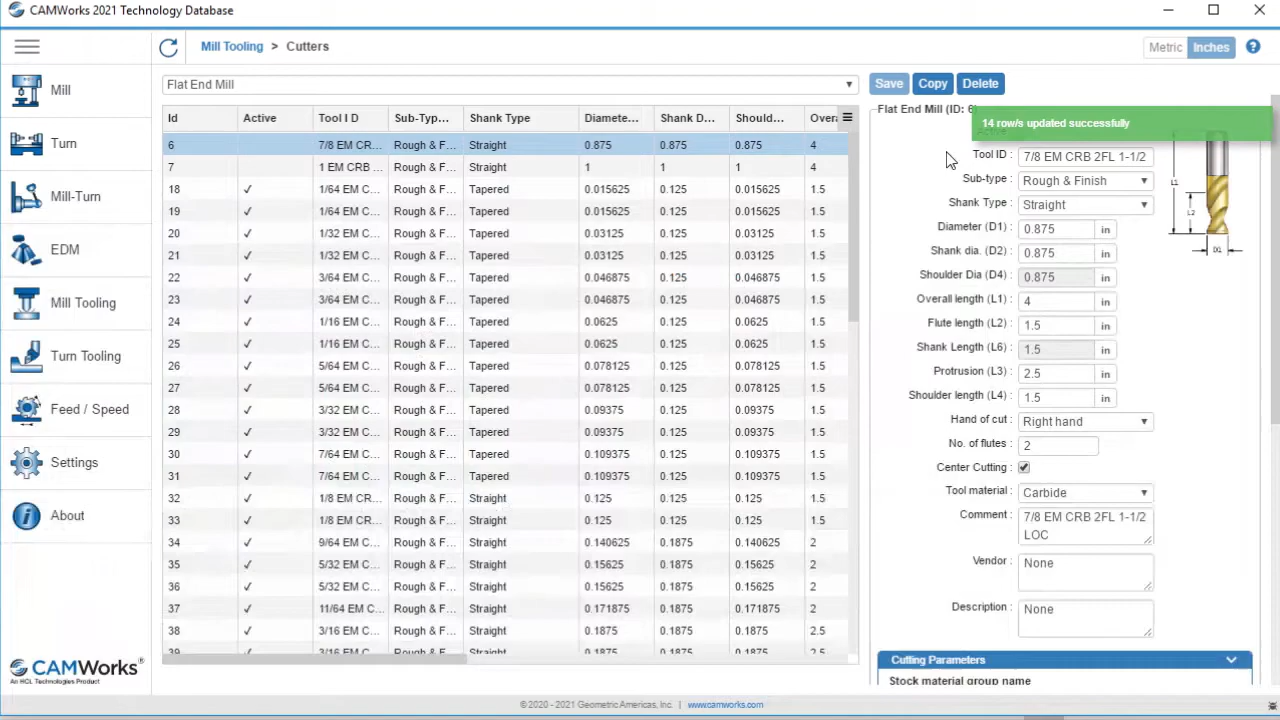 CAMWorks 2021 Technology Database
Mill Tooling > Cutters
Metric Inches
Mill
Turn
Mill-Turn
EDM
Mill Tooling
Turn Tooling
Feed / Speed
Settings
About
CAMWorks®
An HCL Technologies Product
Flat End Mill
Id Active Tool ID Sub-Typ... Shank Type Diamete... Shank D... Should... Overa
6 7/8 EM CR... Rough & F... Straight 0.875 0.875 0.875 4
7 1 EM CRB ... Rough & F... Straight 1 1 1 4
18 ✓ 1/64 EM C... Rough & F... Tapered 0.015625 0.125 0.015625 1.5
19 ✓ 1/64 EM C... Rough & F... Tapered 0.015625 0.125 0.015625 1.5
20 ✓ 1/32 EM C... Rough & F... Tapered 0.03125 0.125 0.03125 1.5
21 ✓ 1/32 EM C... Rough & F... Tapered 0.03125 0.125 0.03125 1.5
22 ✓ 3/64 EM C... Rough & F... Tapered 0.046875 0.125 0.046875 1.5
23 ✓ 3/64 EM C... Rough & F... Tapered 0.046875 0.125 0.046875 1.5
24 ✓ 1/16 EM C... Rough & F... Tapered 0.0625 0.125 0.0625 1.5
25 ✓ 1/16 EM C... Rough & F... Tapered 0.0625 0.125 0.0625 1.5
26 ✓ 5/64 EM C... Rough & F... Tapered 0.078125 0.125 0.078125 1.5
27 ✓ 5/64 EM C... Rough & F... Tapered 0.078125 0.125 0.078125 1.5
28 ✓ 3/32 EM C... Rough & F... Tapered 0.09375 0.125 0.09375 1.5
29 ✓ 3/32 EM C... Rough & F... Tapered 0.09375 0.125 0.09375 1.5
30 ✓ 7/64 EM C... Rough & F... Tapered 0.109375 0.125 0.109375 1.5
31 ✓ 7/64 EM C... Rough & F... Tapered 0.109375 0.125 0.109375 1.5
32 ✓ 1/8 EM CR... Rough & F... Straight 0.125 0.125 0.125 1.5
33 ✓ 1/8 EM CR... Rough & F... Straight 0.125 0.125 0.125 1.5
34 ✓ 9/64 EM C... Rough & F... Straight 0.140625 0.1875 0.140625 2
35 ✓ 5/32 EM C... Rough & F... Straight 0.15625 0.1875 0.15625 2
36 ✓ 5/32 EM C... Rough & F... Straight 0.15625 0.1875 0.15625 2
37 ✓ 11/64 EM C... Rough & F... Straight 0.171875 0.1875 0.171875 2
38 ✓ 3/16 EM C... Rough & F... Straight 0.1875 0.1875 0.1875 2.5
39 ✓ 3/16 EM C... Rough & F... Straight 0.1875 0.1875 0.1875 2.5
Save Copy Delete
Flat End Mill (ID: 6
14 row/s updated successfully
Tool ID : 7/8 EM CRB 2FL 1-1/2
Sub-type : Rough & Finish
Shank Type : Straight
Diameter (D1) : 0.875 in
Shank dia. (D2) : 0.875 in
Shoulder Dia (D4) : 0.875 in
Overall length (L1) : 4 in
Flute length (L2) : 1.5 in
Shank Length (L6) : 1.5 in
Protrusion (L3) : 2.5 in
Shoulder length (L4) : 1.5 in
Hand of cut : Right hand
No. of flutes : 2
Center Cutting : ✓
Tool material : Carbide
Comment : 7/8 EM CRB 2FL 1-1/2
LOC
Vendor : None
Description : None
L1
L2
D1
Cutting Parameters
Stock material group name
© 2020 - 2021 Geometric Americas, Inc. | www.camworks.com